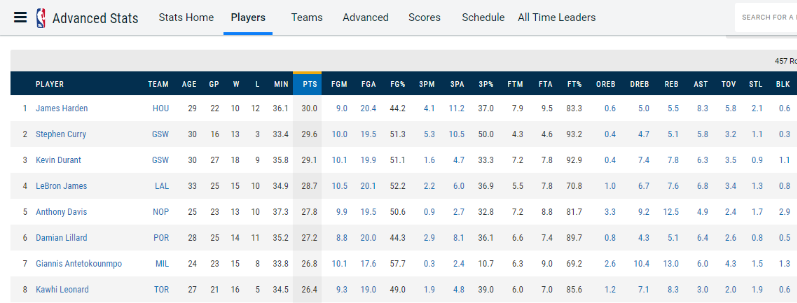 Advanced Stats Stats Home Players Teams Advanced Scores Schedule All Time Leaders SEARCH FOR A
457 Ro
PLAYER TEAM AGE GP W L MIN PTS FGM FGA FG% 3PM 3PA 3P% FTM FTA FT% OREB DREB REB AST TOV STL BLK
1 James Harden HOU 29 22 10 12 36.1 30.0 9.0 20.4 44.2 4.1 11.2 37.0 7.9 9.5 83.3 0.6 5.0 5.5 8.3 5.8 2.1 0.6
2 Stephen Curry GSW 30 16 13 3 33.4 29.6 10.0 19.5 51.3 5.3 10.5 50.0 4.3 4.6 93.2 0.4 4.7 5.1 5.8 3.2 1.1 0.3
3 Kevin Durant GSW 30 27 18 9 35.8 29.1 10.1 19.9 51.1 1.6 4.7 33.3 7.2 7.8 92.9 0.4 7.4 7.8 6.3 3.5 0.9 1.1
4 LeBron James LAL 33 25 15 10 34.9 28.7 10.5 20.1 52.2 2.2 6.0 36.9 5.5 7.8 70.8 1.0 6.7 7.6 6.8 3.4 1.3 0.8
5 Anthony Davis NOP 25 23 13 10 37.3 27.8 9.9 19.5 50.6 0.9 2.7 32.8 7.2 8.8 81.7 3.3 9.2 12.5 4.9 2.4 1.7 2.9
6 Damian Lillard POR 28 25 14 11 35.2 27.2 8.8 20.0 44.3 2.9 8.1 36.1 6.6 7.4 89.7 0.8 4.3 5.1 6.4 2.6 0.8 0.5
7 Giannis Antetokounmpo MIL 24 23 15 8 33.8 26.8 10.1 17.6 57.7 0.3 2.4 10.7 6.3 9.0 69.2 2.6 10.4 13.0 6.0 4.3 1.5 1.3
8 Kawhi Leonard TOR 27 21 16 5 34.5 26.4 9.3 19.0 49.0 1.9 4.8 39.0 6.0 7.0 85.6 1.2 7.1 8.3 3.0 2.0 1.9 0.6